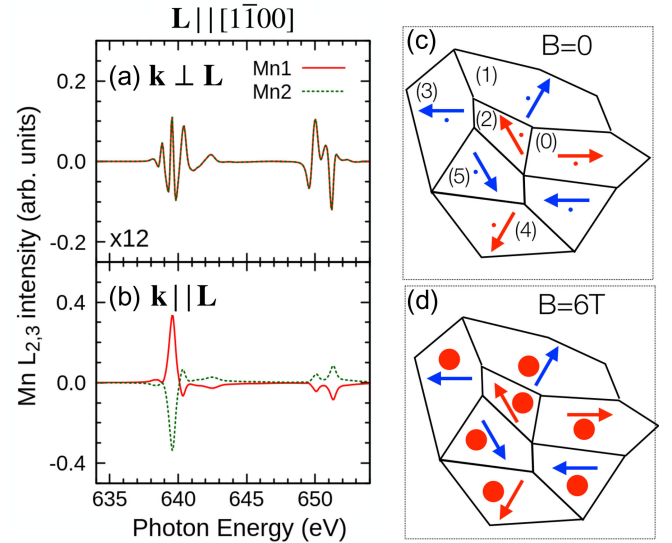 L||[11̅00]
(a) k ⊥ L
Mn1
Mn2
0.2
0.0
-0.2
x12
(b) k||L
0.4
0.0
-0.4
Mn L2,3 intensity (arb. units)
635
640
650
Photon Energy (eV)
(c)
B=0
(1)
(3)
(2)
(0)
(5)
(4)
(d)
B=6T